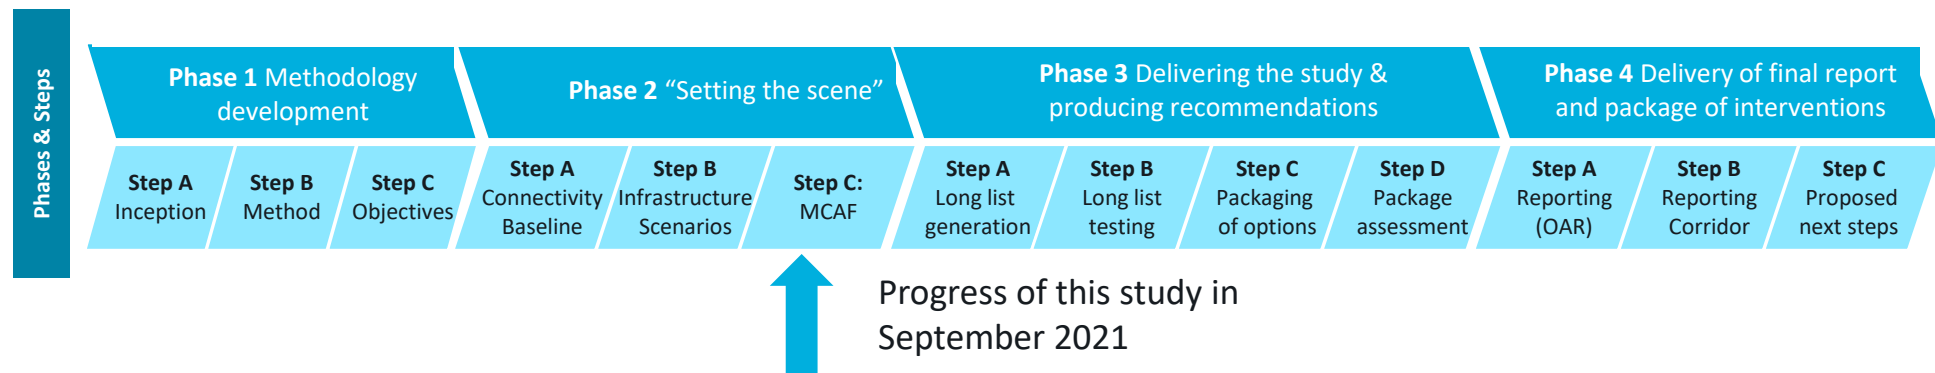 Phases & Steps
Phase 1 Methodology
development
Phase 2 “Setting the scene”
Phase 3 Delivering the study &
producing recommendations
Phase 4 Delivery of final report
and package of interventions
Step A
Inception
Step B
Method
Step C
Objectives
Step A
Connectivity
Baseline
Step B
Infrastructure
Scenarios
Step C:
MCAF
Step A
Long list
generation
Step B
Long list
testing
Step C
Packaging
of options
Step D
Package
assessment
Step A
Reporting
(OAR)
Step B
Reporting
Corridor
Step C
Proposed
next steps
Progress of this study in
September 2021